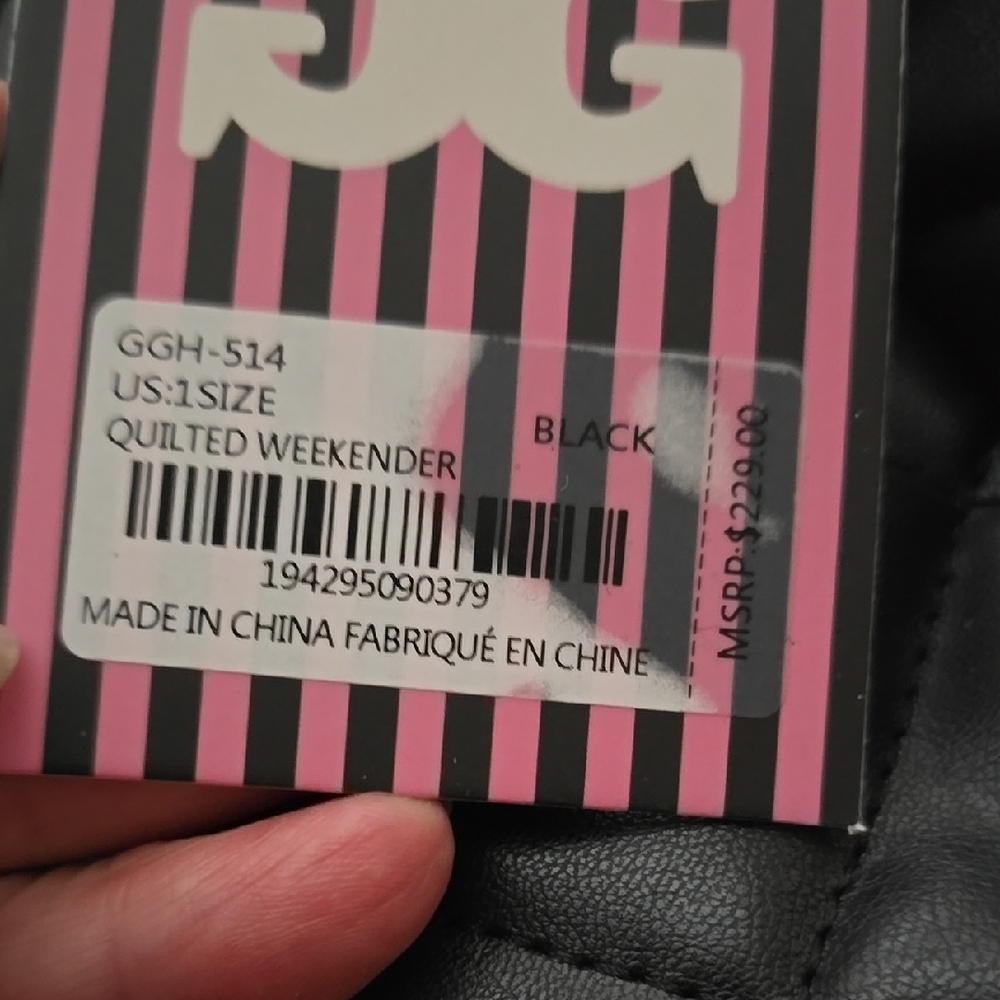 GGH-514
US:1SIZE
QUILTED WEEKENDER BLACK
194295090379
MADE IN CHINA FABRIQUÉ EN CHINE
MSRP:$229.00